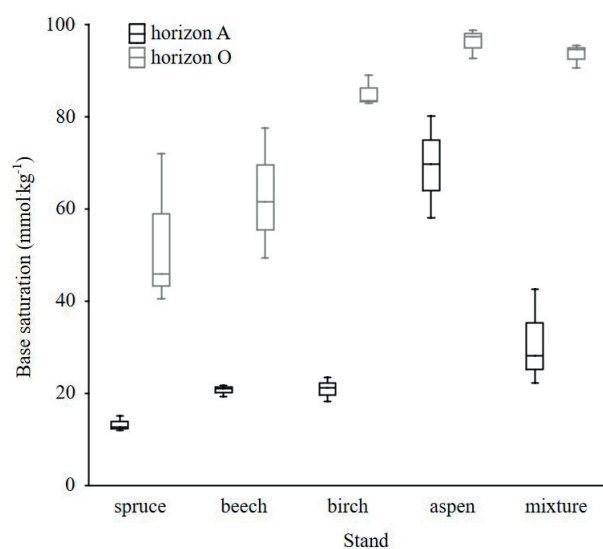 100
80
60
40
20
0
Base saturation (mmol·kg-1)
horizon A
horizon O
spruce beech birch aspen mixture
Stand